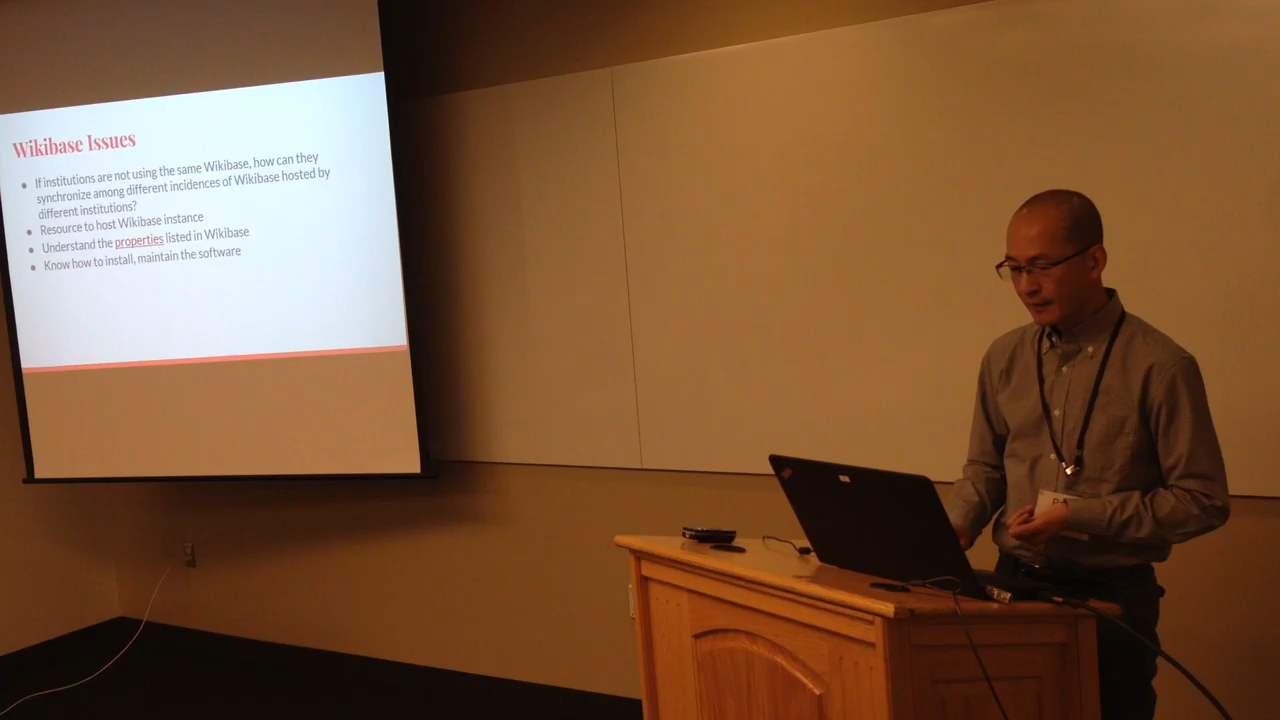 Wikibase Issues
• If institutions are not using the same Wikibase, how can they
synchronize among different incidences of Wikibase hosted by
different institutions?
• Resource to host Wikibase instance
• Understand the properties listed in Wikibase
• Know how to install, maintain the software